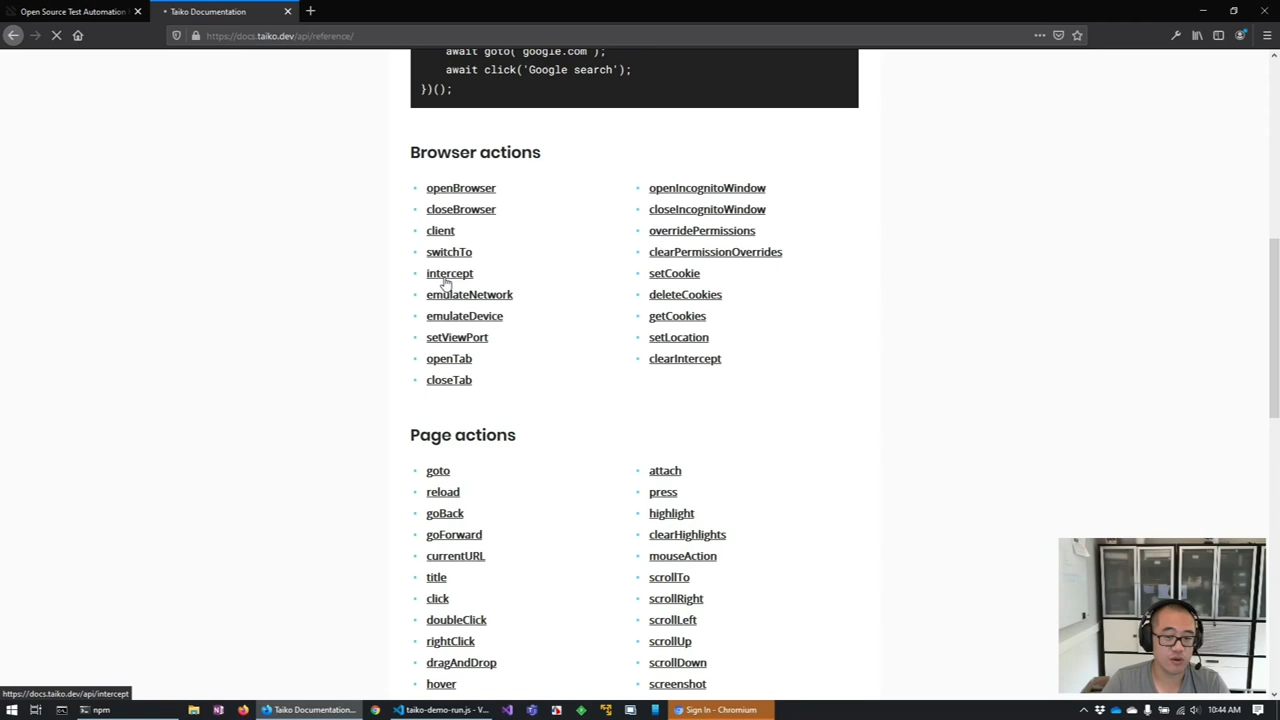 Open Source Test Automation
Taiko Documentation
https://docs.taiko.dev/api/reference/
await goto('google.com');
await click('Google search');
})();
Browser actions
openBrowser
closeBrowser
client
switchTo
intercept
emulateNetwork
emulateDevice
setViewPort
openTab
closeTab
openIncognitoWindow
closeIncognitoWindow
overridePermissions
clearPermissionOverrides
setCookie
deleteCookies
getCookies
setLocation
clearIntercept
Page actions
goto
reload
goBack
goForward
currentURL
title
click
doubleClick
rightClick
dragAndDrop
hover
attach
press
highlight
clearHighlights
mouseAction
scrollTo
scrollRight
scrollLeft
scrollUp
scrollDown
screenshot
https://docs.taiko.dev/api/intercept
npm
Taiko Documentation...
taiko-demo-run.js - V...
Sign In - Chromium
10:44 AM